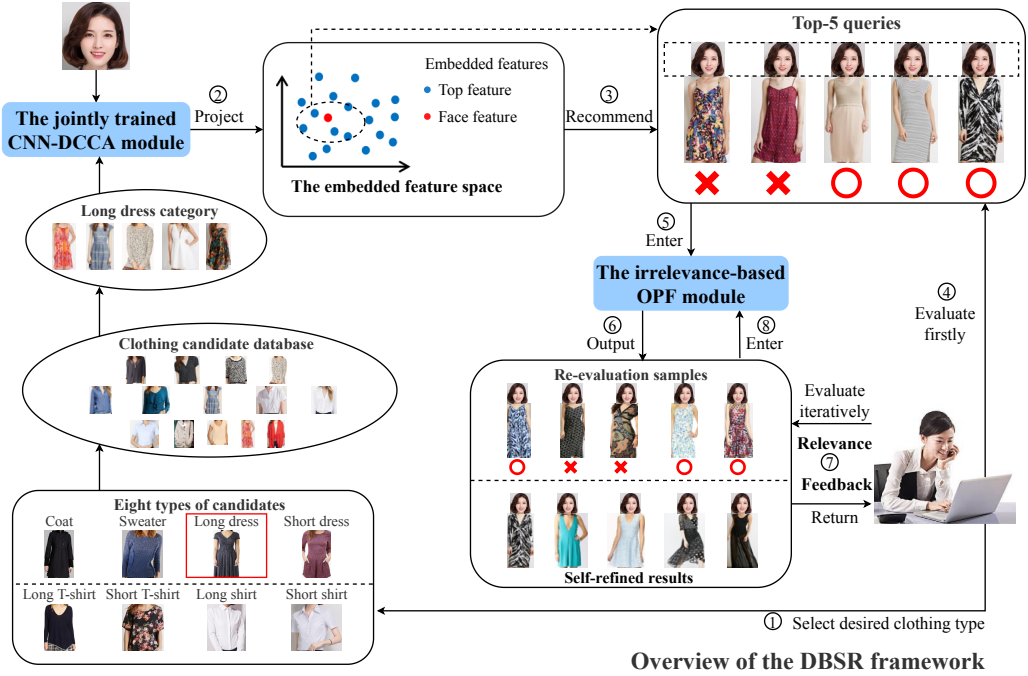 Top-5 queries
The jointly trained
CNN-DCCA module
②
Project
Embedded features
Top feature
Face feature
The embedded feature space
③
Recommend
Long dress category
⑤
Enter
The irrelevance-based
OPF module
④
Evaluate
firstly
⑥
Output
⑧
Enter
Clothing candidate database
Re-evaluation samples
Evaluate
iteratively
Relevance
⑦
Feedback
Return
Self-refined results
Eight types of candidates
Coat Sweater Long dress Short dress
Long T-shirt Short T-shirt Long shirt Short shirt
① Select desired clothing type
Overview of the DBSR framework